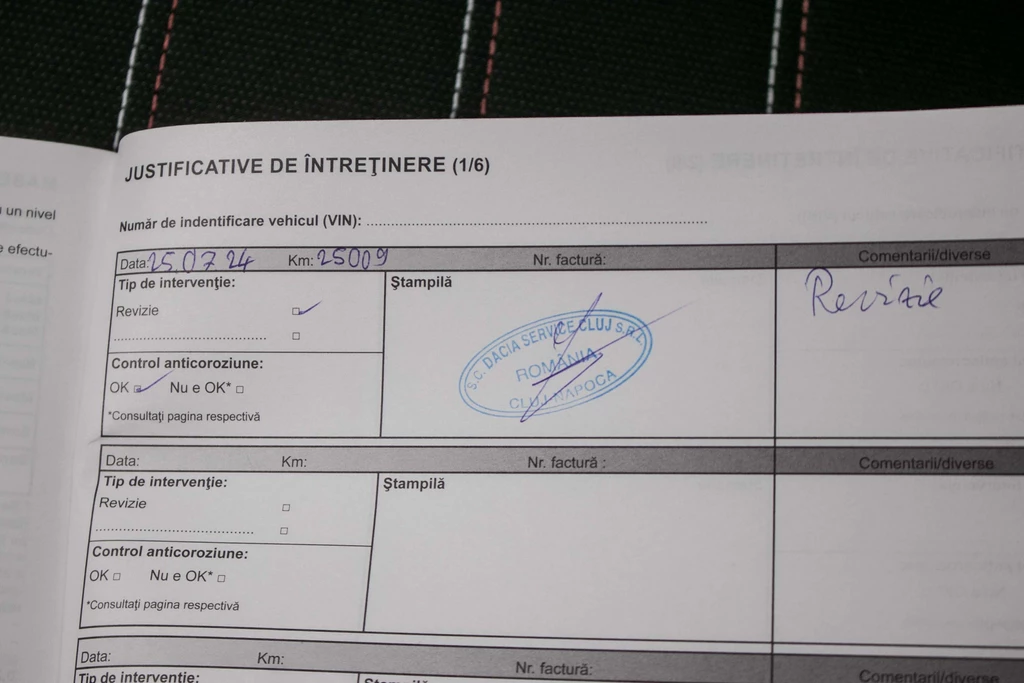 un nivel
efectu-
JUSTIFICATIVE DE ÎNTREŢINERE (1/6)
Număr de indentificare vehicul (VIN): ........................................................
Data: 25.07.24 Km: 25009 Nr. factură: Comentarii/diverse
Tip de intervenţie: Ştampilă Revizie
Revizie □
........................................ □
S.C. DACIA SERVICE CLUJ S.R.L.
ROMÂNIA
CLUJ NAPOCA
Control anticoroziune:
OK □ Nu e OK* □
*Consultaţi pagina respectivă
Data: Km: Nr. factură : Comentarii/diverse
Tip de intervenţie: Ştampilă
Revizie □
........................................ □
Control anticoroziune:
OK □ Nu e OK* □
*Consultaţi pagina respectivă
Data: Km: Nr. factură: Comentarii/diverse
Tip de intervenţie: Ştampilă